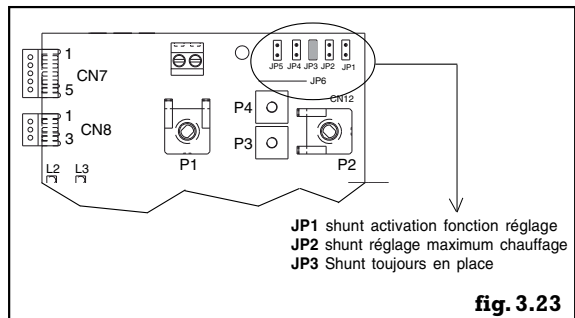 JP5 JP4 JP3 JP2 JP1
JP6
1
CN7
5
1
CN8
3
L2 L3
P4
P3
CN12
P1
P2
JP1 shunt activation fonction réglage
JP2 shunt réglage maximum chauffage
JP3 Shunt toujours en place
fig. 3.23